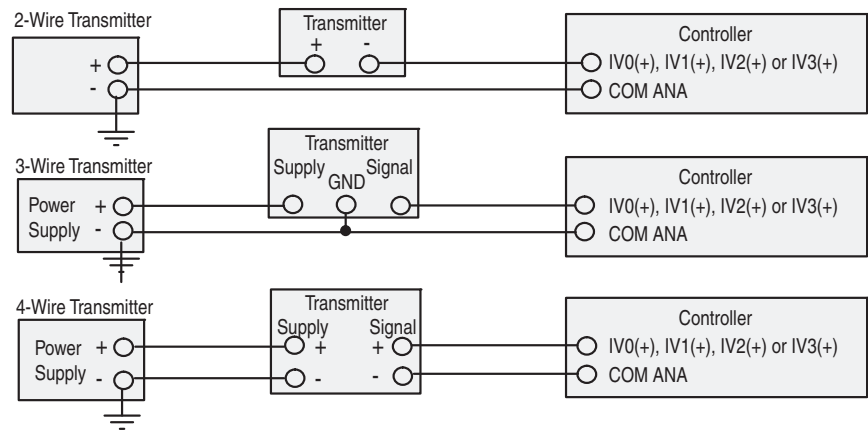 2-Wire Transmitter
+
-
Transmitter
+ -
Controller
IV0(+), IV1(+), IV2(+) or IV3(+)
COM ANA
3-Wire Transmitter
Power
Supply
+
-
Transmitter
Supply Signal
GND
Controller
IV0(+), IV1(+), IV2(+) or IV3(+)
COM ANA
4-Wire Transmitter
Power
Supply
+
-
Transmitter
Supply Signal
+ +
- -
Controller
IV0(+), IV1(+), IV2(+) or IV3(+)
COM ANA